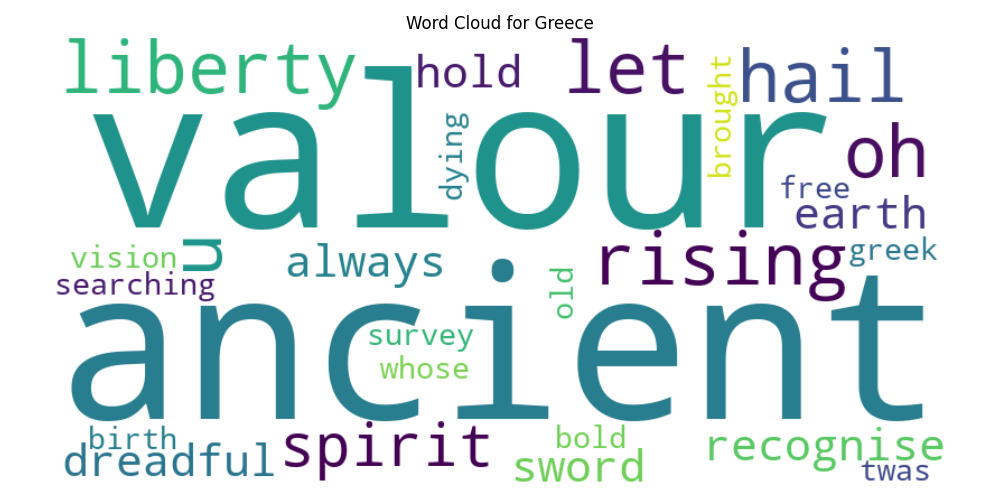 Word Cloud for Greece
liberty hold let brought hail
valour
dying oh
free
earth
vision u always rising greek
searching old
ancient
survey
whose
birth spirit bold recognise
dreadful sword twas